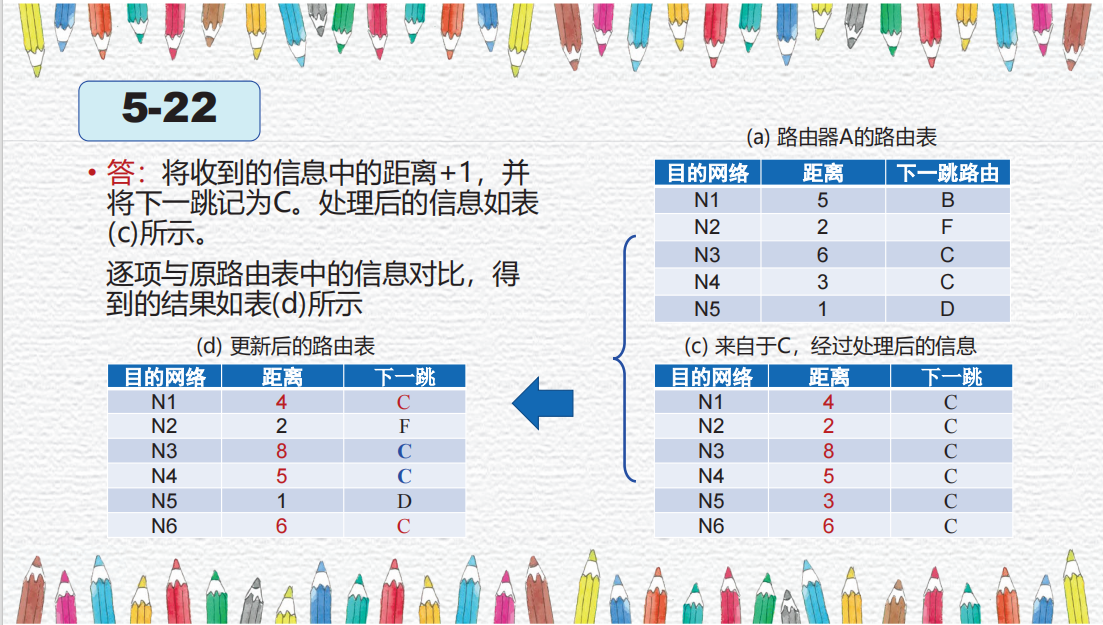 5-22
• 答：将收到的信息中的距离+1，并
将下一跳记为C。处理后的信息如表
(c)所示。
逐项与原路由表中的信息对比，得
到的结果如表(d)所示
(a) 路由器A的路由表
目的网络 距离 下一跳路由
N1 5 B
N2 2 F
N3 6 C
N4 3 C
N5 1 D
(d) 更新后的路由表
目的网络 距离 下一跳
N1 4 C
N2 2 F
N3 8 C
N4 5 C
N5 1 D
N6 6 C
(c) 来自于C，经过处理后的信息
目的网络 距离 下一跳
N1 4 C
N2 2 C
N3 8 C
N4 5 C
N5 3 C
N6 6 C